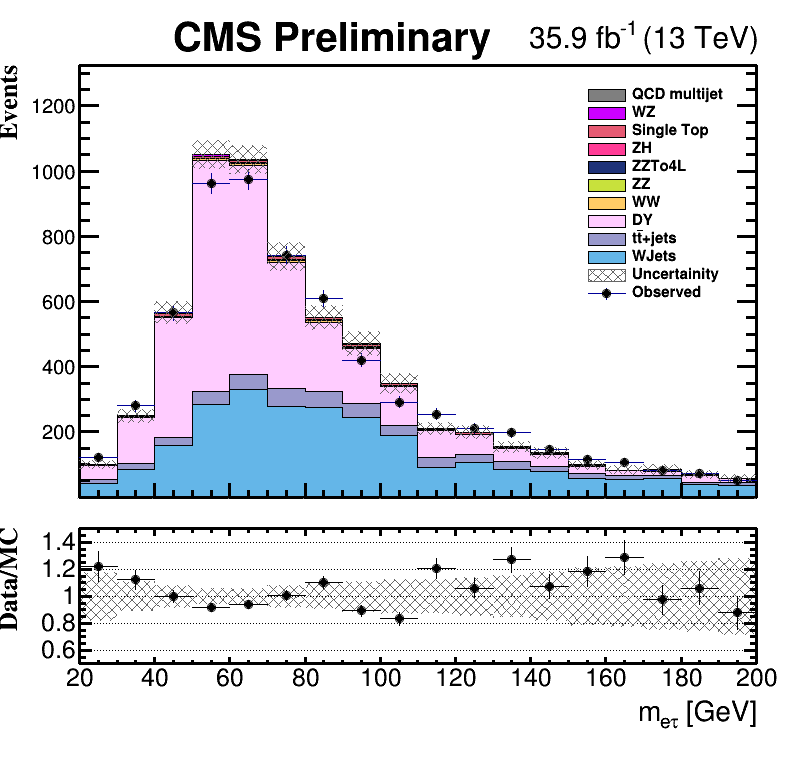 CMS Preliminary 35.9 fb⁻¹ (13 TeV)
Events
1200
1000
800
600
400
200
QCD multijet
WZ
Single Top
ZH
ZZTo4L
ZZ
WW
DY
tt̄+jets
WJets
Uncertainity
Observed
Data/MC
1.4
1.2
1
0.8
0.6
20 40 60 80 100 120 140 160 180 200
m_eτ [GeV]